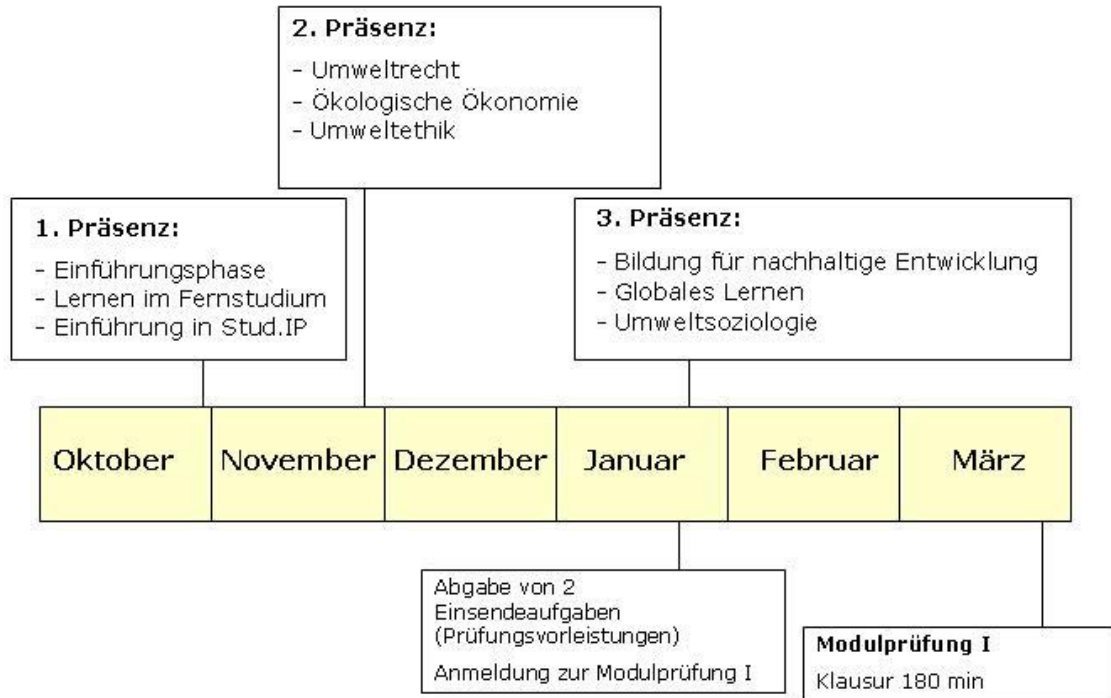 2. Präsenz:
- Umweltrecht
- Ökologische Ökonomie
- Umweltethik
1. Präsenz:
- Einführungsphase
- Lernen im Fernstudium
- Einführung in Stud.IP
3. Präsenz:
- Bildung für nachhaltige Entwicklung
- Globales Lernen
- Umweltsoziologie
Oktober
November
Dezember
Januar
Februar
März
Abgabe von 2
Einsendeaufgaben
(Prüfungsvorleistungen)
Anmeldung zur Modulprüfung I
Modulprüfung I
Klausur 180 min